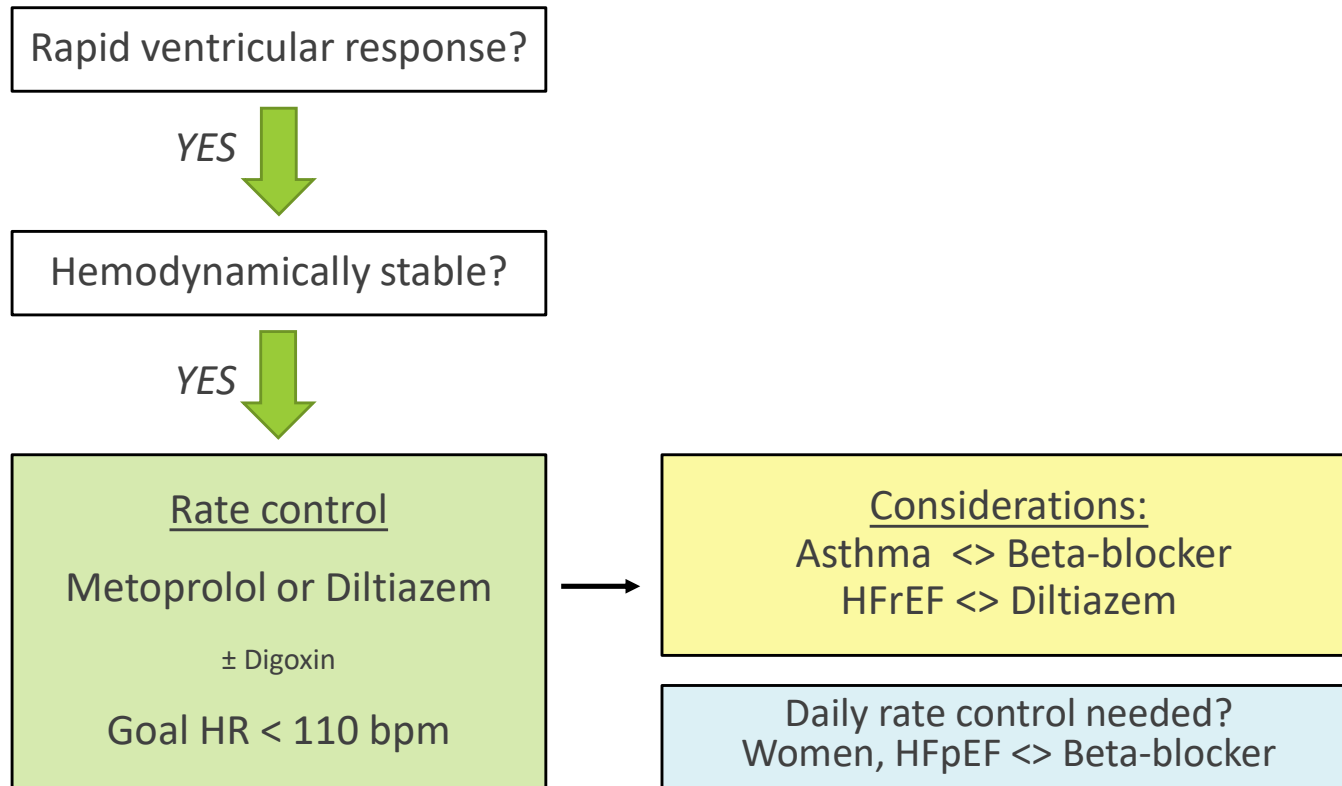 Rapid ventricular response?
YES
Hemodynamically stable?
YES
Rate control
Metoprolol or Diltiazem
± Digoxin
Goal HR < 110 bpm
Considerations:
Asthma <> Beta-blocker
HFrEF <> Diltiazem
Daily rate control needed?
Women, HFpEF <> Beta-blocker